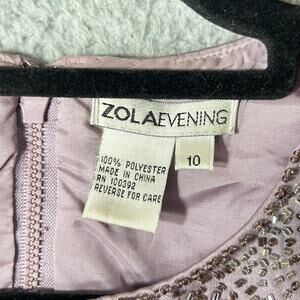 ZOLAEVENING
10
100% POLYESTER
MADE IN CHINA
RN 100392
REVERSE FOR CARE